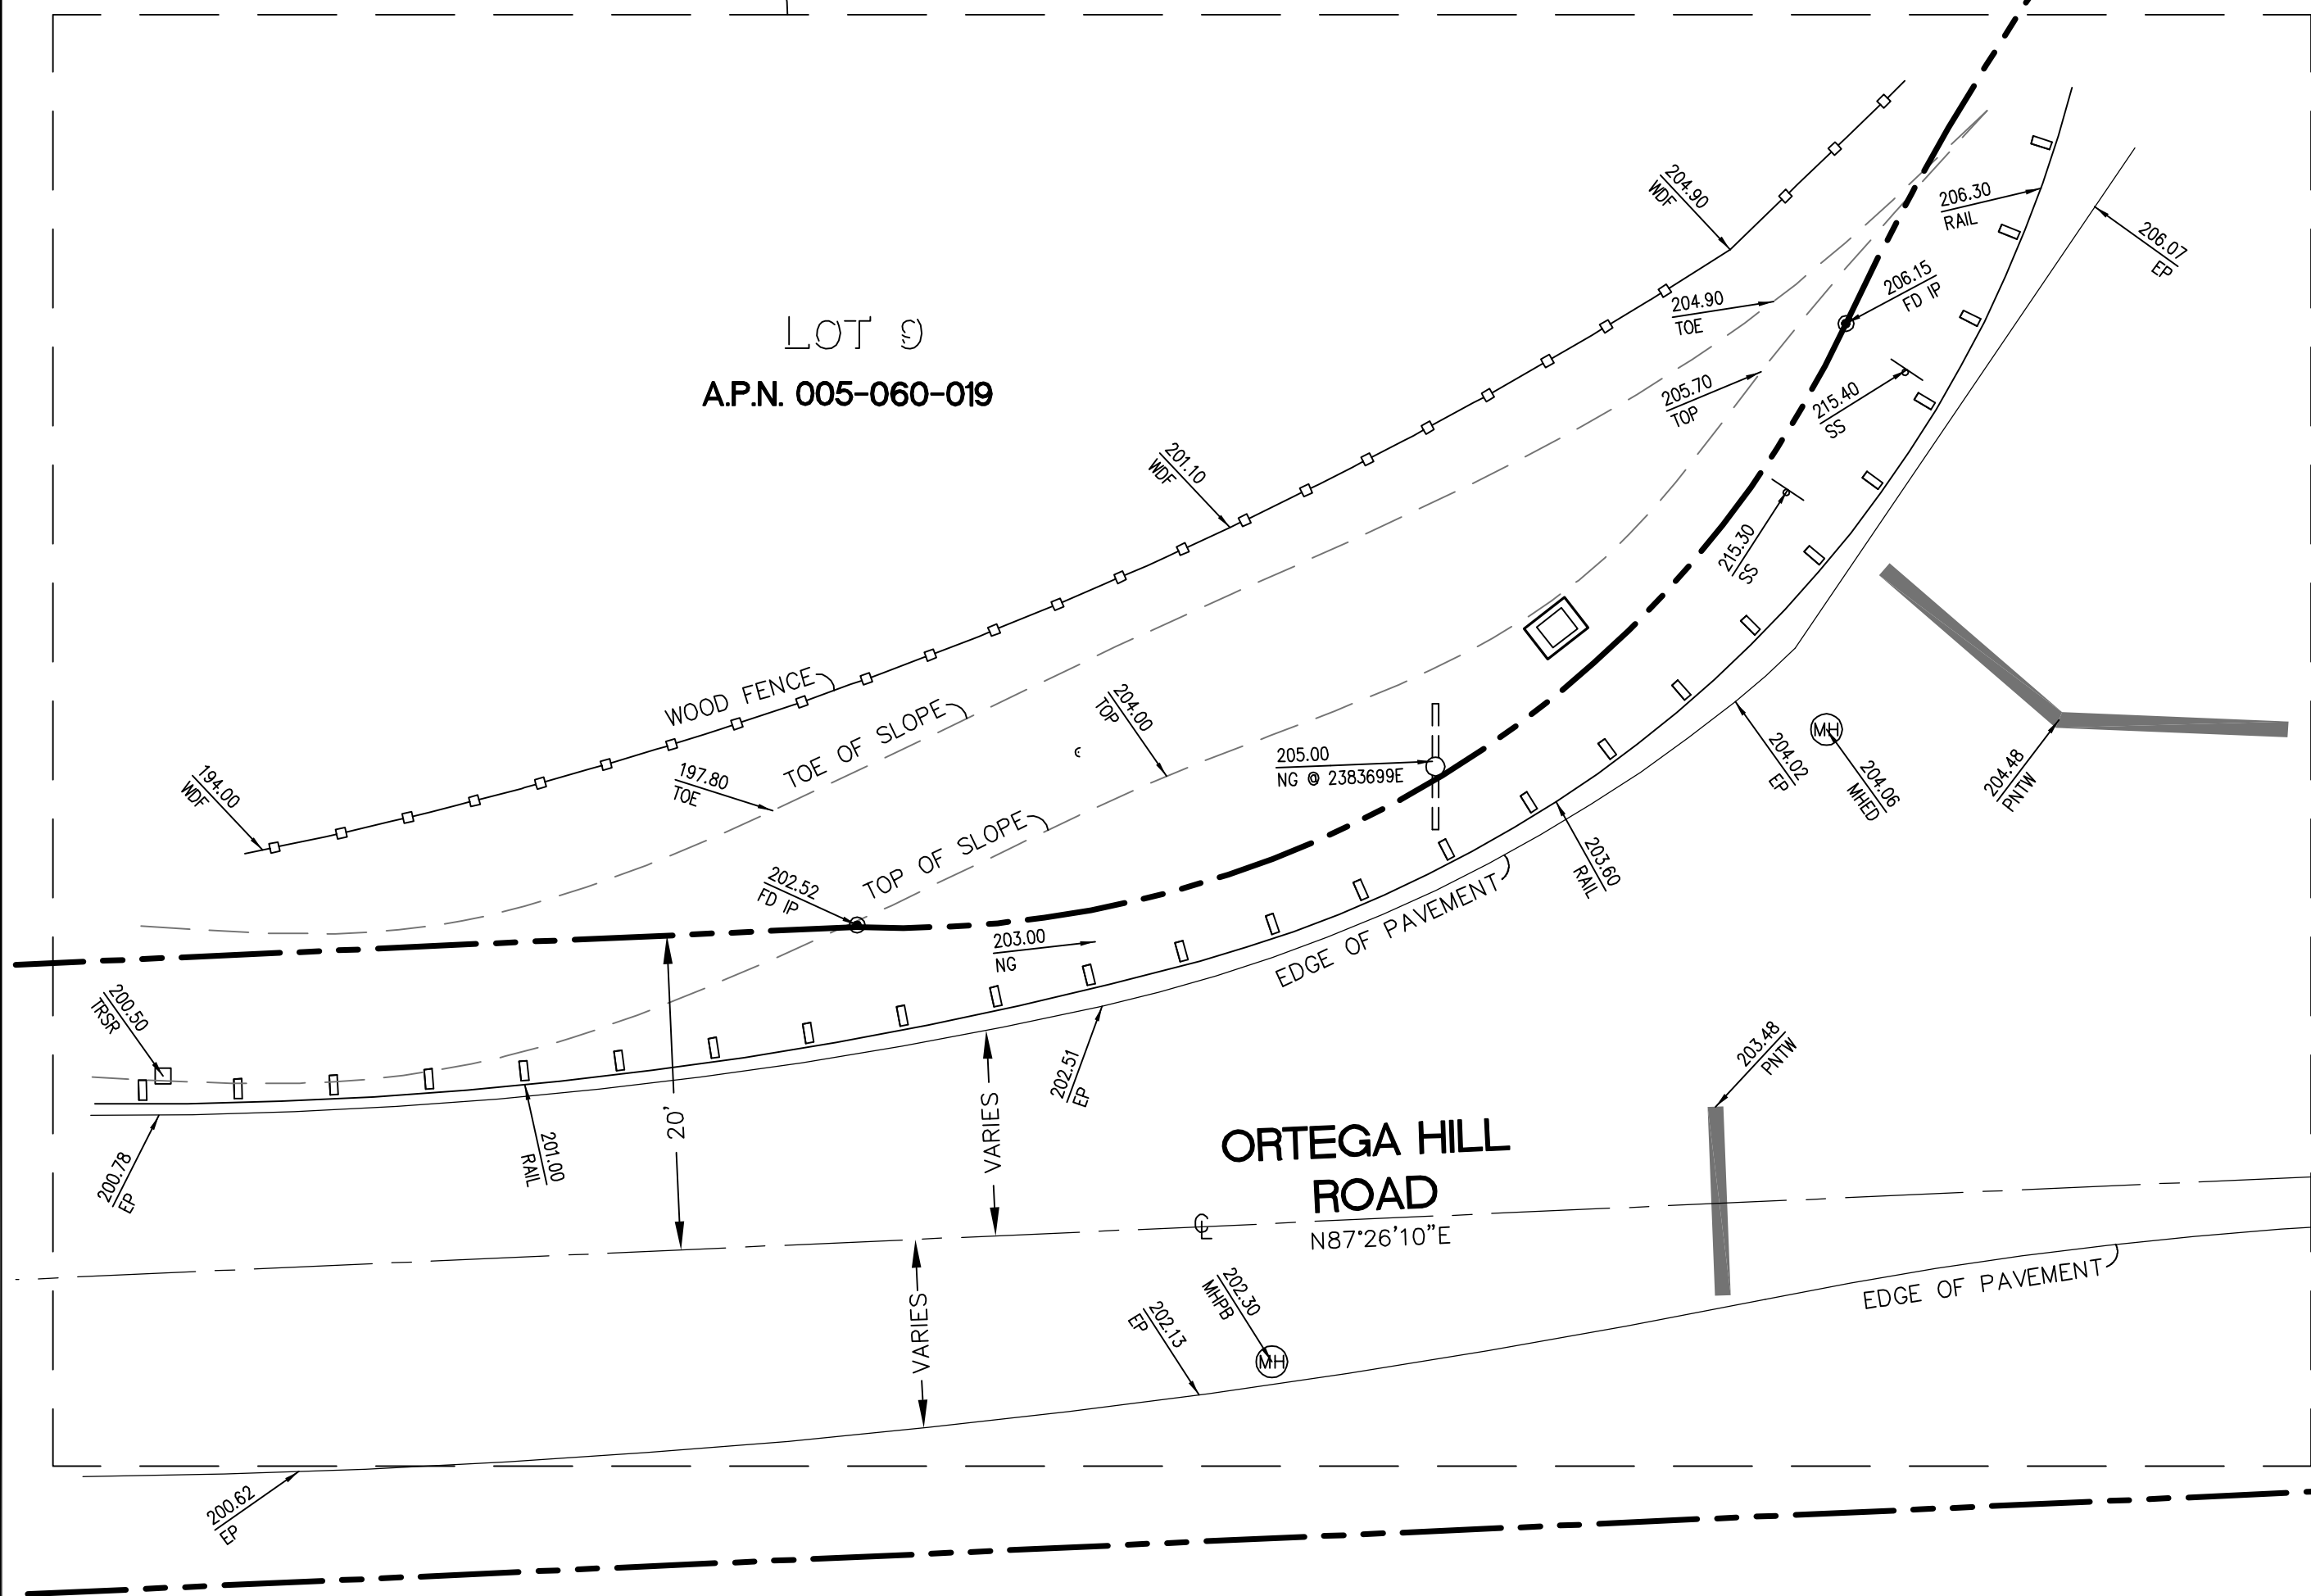 204.90
WDF
206.30
RAIL
206.07
EP
206.15
FD IP
204.90
TOE
LOT 9
A.P.N. 005-060-019
205.70
TOP
215.40
SS
201.10
WDF
215.30
SS
WOOD FENCE
TOE OF SLOPE
204.00
TOP
205.00
NG @ 2383699E
204.02
EP
MH
204.06
MHED
204.48
PNTW
194.00
WDF
197.80
TOE
TOP OF SLOPE
203.60
RAIL
202.52
FD IP
203.00
NG
EDGE OF PAVEMENT
200.50
TRSR
202.51
EP
203.48
PNTW
20'
VARIES
200.78
EP
201.00
RAIL
ORTEGA HILL
ROAD
N87°26'10"E
℄
VARIES
202.30
MHPB
MH
202.13
EP
EDGE OF PAVEMENT
200.62
EP